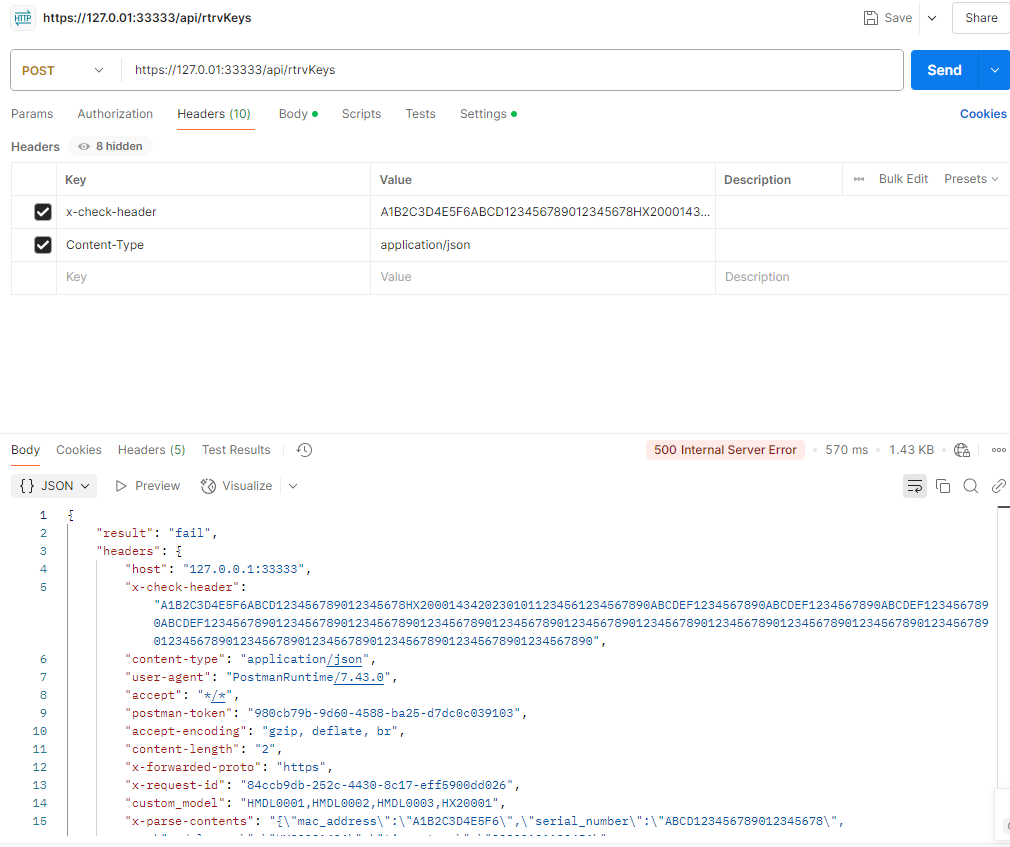 HTTP https://127.0.01:33333/api/rtrvKeys Save Share
POST https://127.0.01:33333/api/rtrvKeys Send
Params Authorization Headers (10) Body Scripts Tests Settings Cookies
Headers 8 hidden
Key Value Description Bulk Edit Presets
x-check-header A1B2C3D4E5F6ABCD123456789012345678HX2000143...
Content-Type application/json
Key Value Description
Body Cookies Headers (5) Test Results 500 Internal Server Error 570 ms 1.43 KB
{} JSON Preview Visualize
1 {
2 "result": "fail",
3 "headers": {
4 "host": "127.0.0.1:33333",
5 "x-check-header":
"A1B2C3D4E5F6ABCD123456789012345678HX20001434202301011234561234567890ABCDEF1234567890ABCDEF1234567890ABCDEF123456789
0ABCDEF12345678901234567890123456789012345678901234567890123456789012345678901234567890123456789012345678901234567890123456789
0123456789012345678901234567890123456789012345678901234567890",
6 "content-type": "application/json",
7 "user-agent": "PostmanRuntime/7.43.0",
8 "accept": "*/*",
9 "postman-token": "980cb79b-9d60-4588-ba25-d7dc0c039103",
10 "accept-encoding": "gzip, deflate, br",
11 "content-length": "2",
12 "x-forwarded-proto": "https",
13 "x-request-id": "84ccb9db-252c-4430-8c17-eff5900dd026",
14 "custom_model": "HMDL0001,HMDL0002,HMDL0003,HX20001",
15 "x-parse-contents": "{\"mac_address\":\"A1B2C3D4E5F6\",\"serial_number\":\"ABCD123456789012345678\",